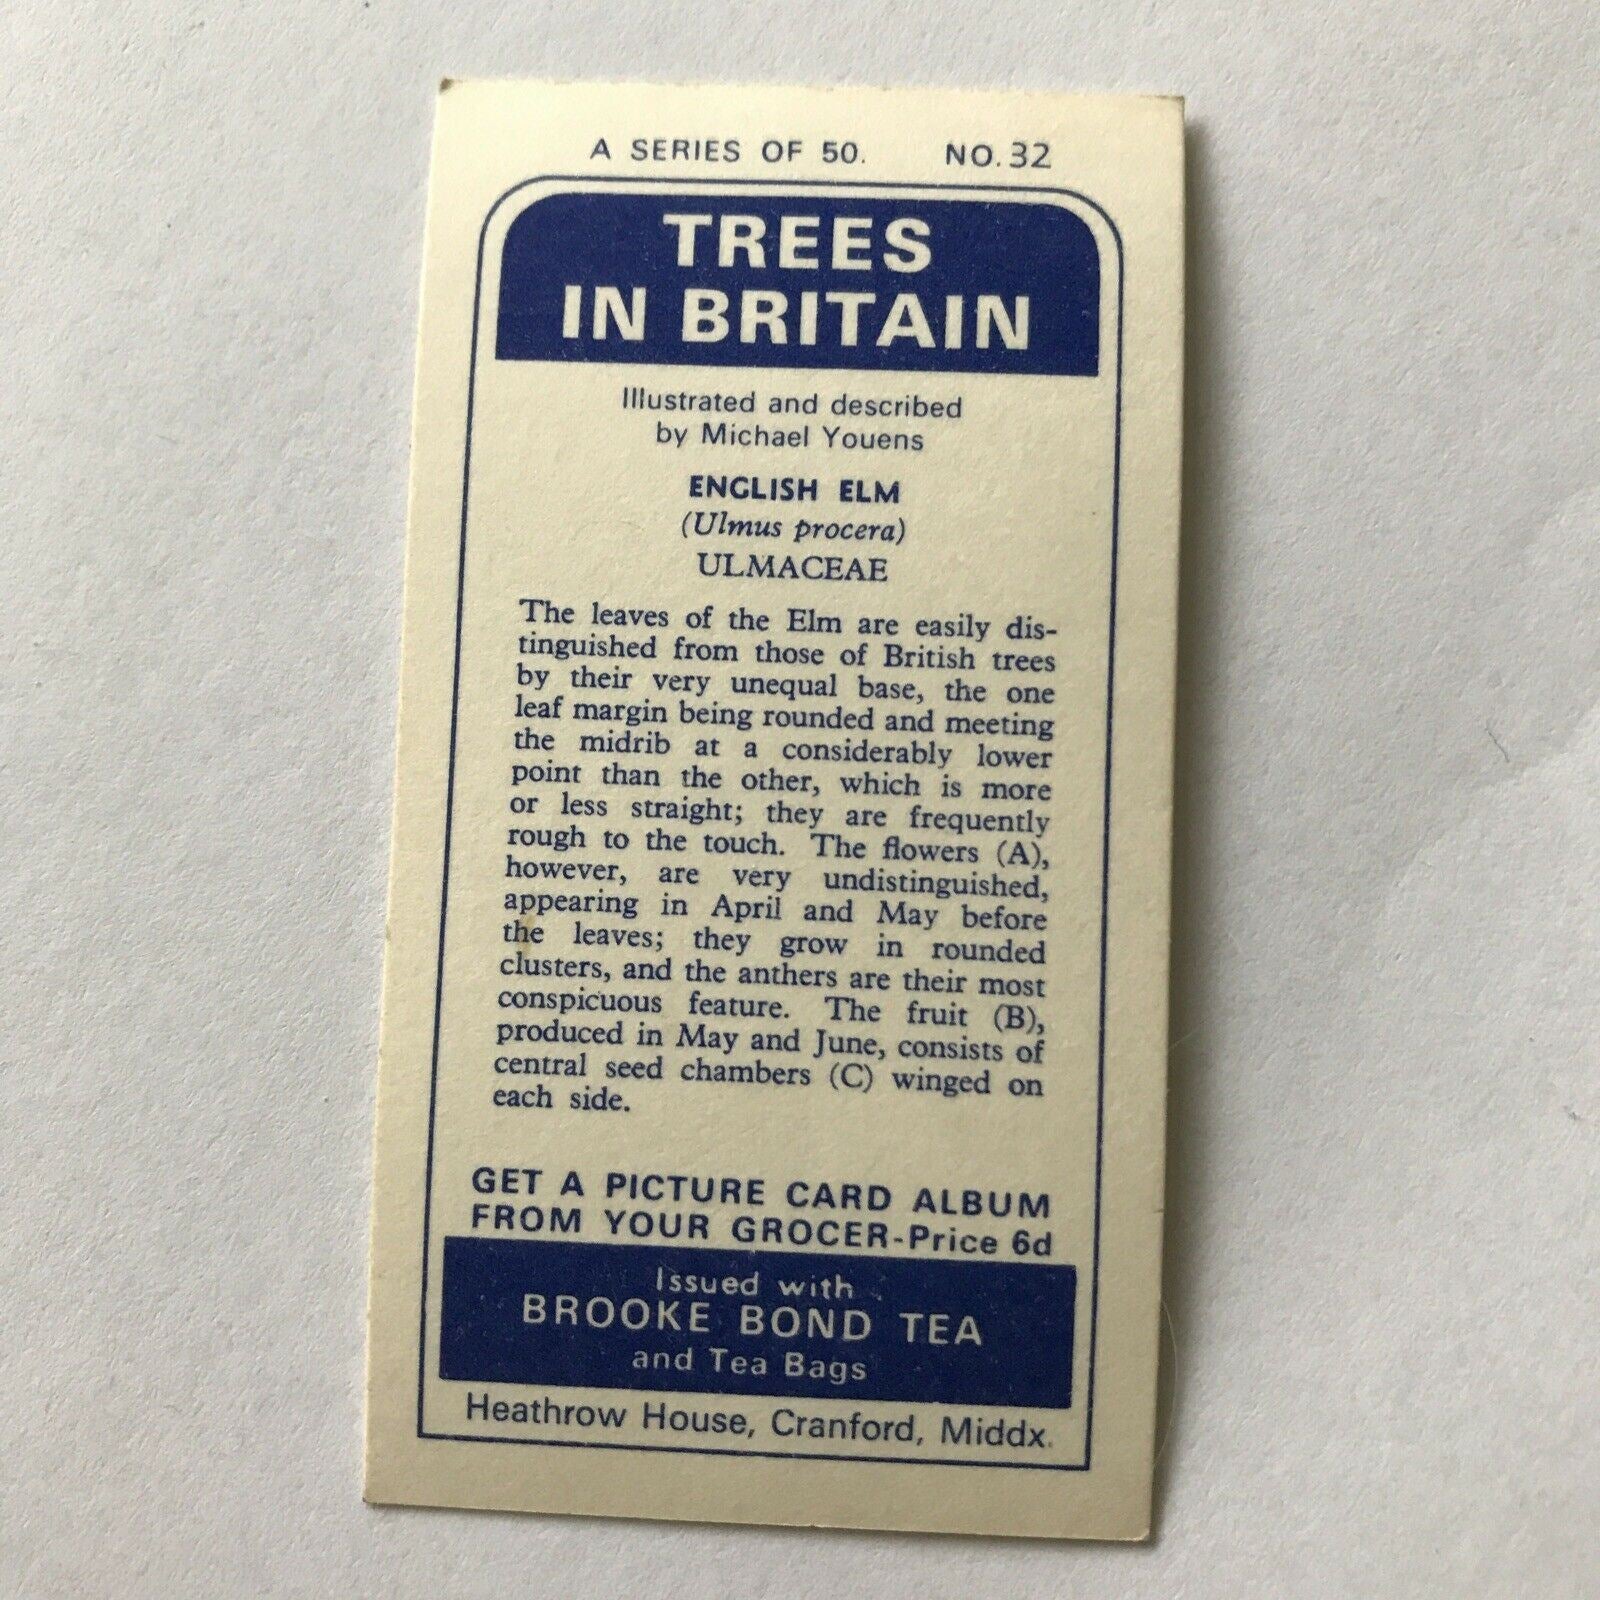 A SERIES OF 50. NO. 32
TREES
IN BRITAIN
Illustrated and described
by Michael Youens
ENGLISH ELM
(Ulmus procera)
ULMACEAE
The leaves of the Elm are easily dis-
tinguished from those of British trees
by their very unequal base, the one
leaf margin being rounded and meeting
the midrib at a considerably lower
point than the other, which is more
or less straight; they are frequently
rough to the touch. The flowers (A),
however, are very undistinguished,
appearing in April and May before
the leaves; they grow in rounded
clusters, and the anthers are their most
conspicuous feature. The fruit (B),
produced in May and June, consists of
central seed chambers (C) winged on
each side.
GET A PICTURE CARD ALBUM
FROM YOUR GROCER-Price 6d
Issued with
BROOKE BOND TEA
and Tea Bags
Heathrow House, Cranford, Middx.